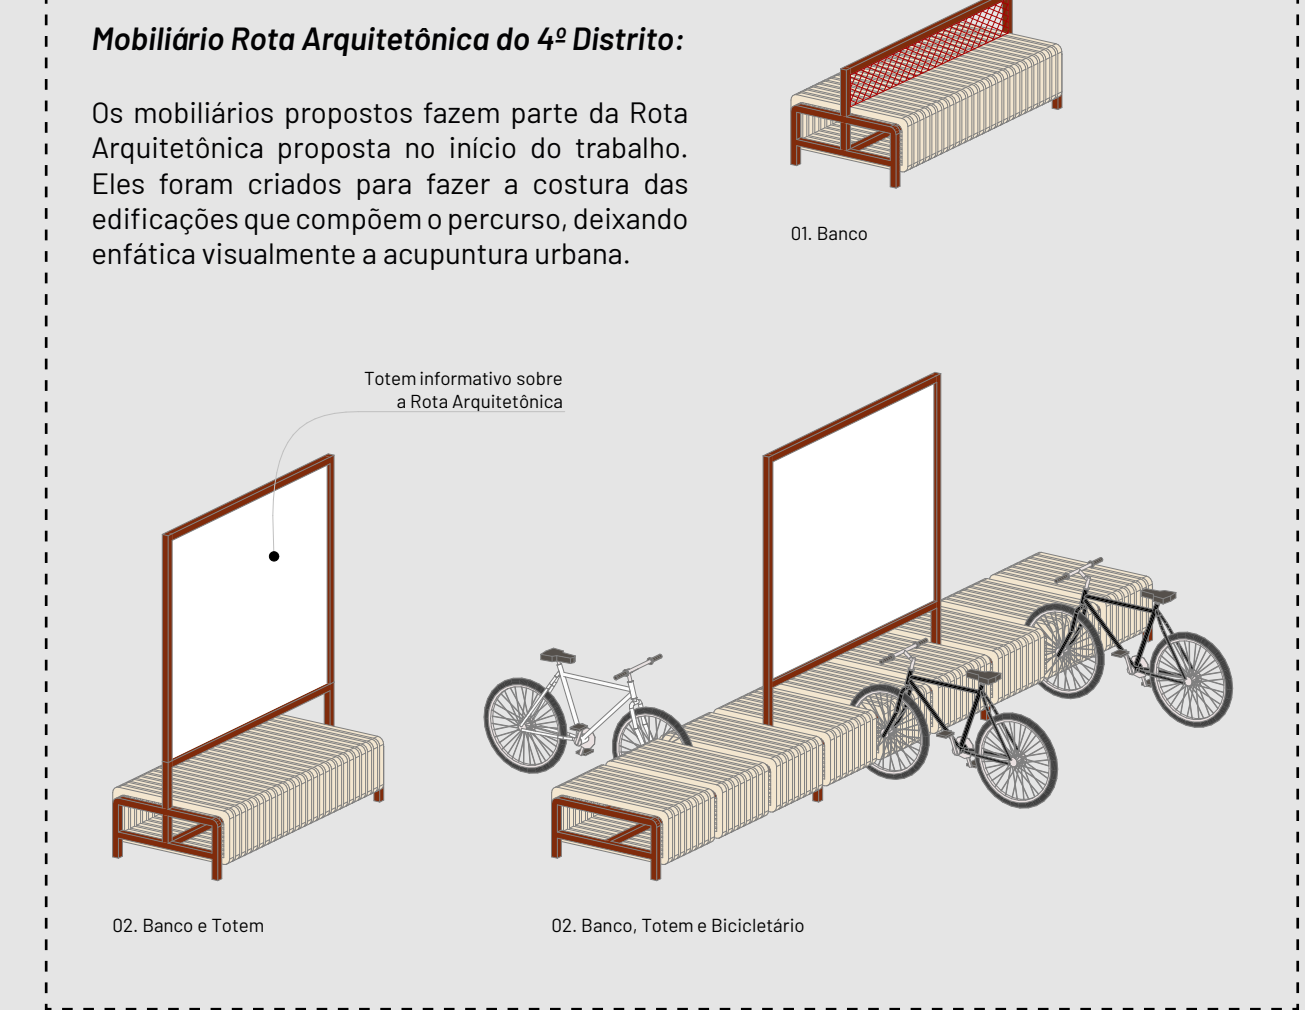 Mobiliário Rota Arquitetônica do 4º Distrito:
Os mobiliários propostos fazem parte da Rota
Arquitetônica proposta no início do trabalho.
Eles foram criados para fazer a costura das
edificações que compõem o percurso, deixando
enfática visualmente a acupuntura urbana.
01. Banco
Totem informativo sobre
a Rota Arquitetônica
02. Banco e Totem
02. Banco, Totem e Bicicletário